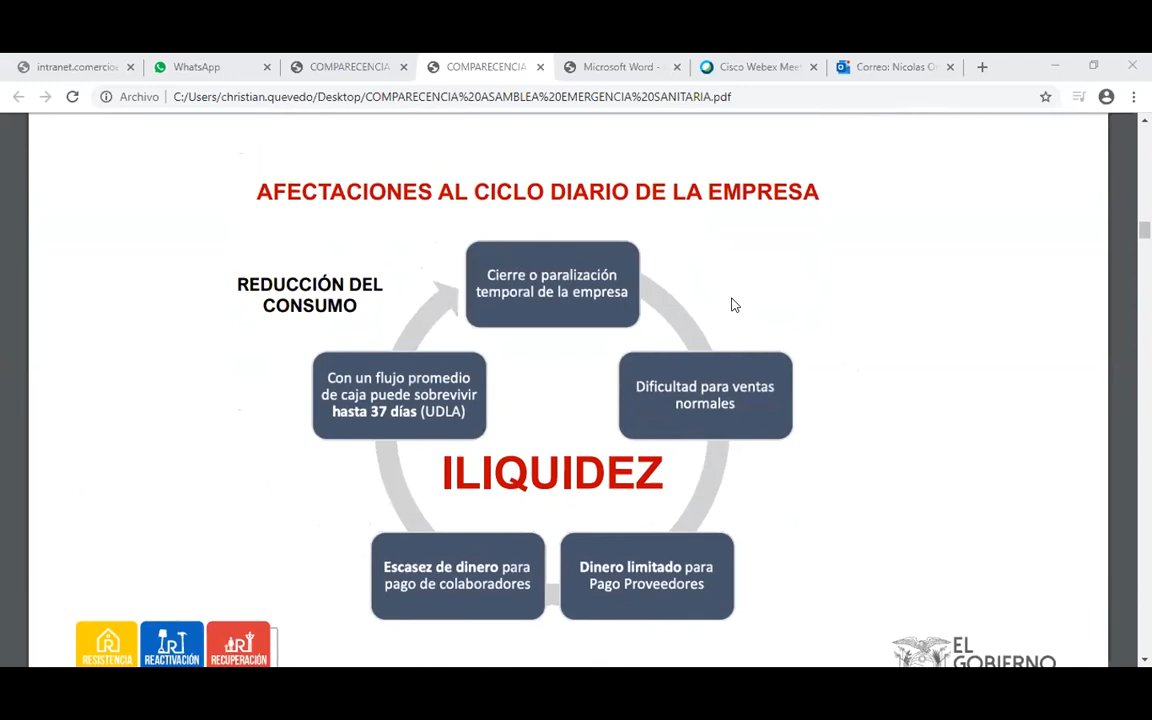 intranet.comercio
WhatsApp
COMPARECENCIA
COMPARECENCIA
Microsoft Word -
Cisco Webex Mee
Correo: Nicolas O
Archivo
C:/Users/christian.quevedo/Desktop/COMPARECENCIA%20ASAMBLEA%20EMERGENCIA%20SANITARIA.pdf
AFECTACIONES AL CICLO DIARIO DE LA EMPRESA
REDUCCIÓN DEL
CONSUMO
Cierre o paralización
temporal de la empresa
Dificultad para ventas
normales
Dinero limitado para
Pago Proveedores
Escasez de dinero para
pago de colaboradores
Con un flujo promedio
de caja puede sobrevivir
hasta 37 días (UDLA)
ILIQUIDEZ
RESISTENCIA
REACTIVACIÓN
RECUPERACIÓN
EL
GOBIERNO